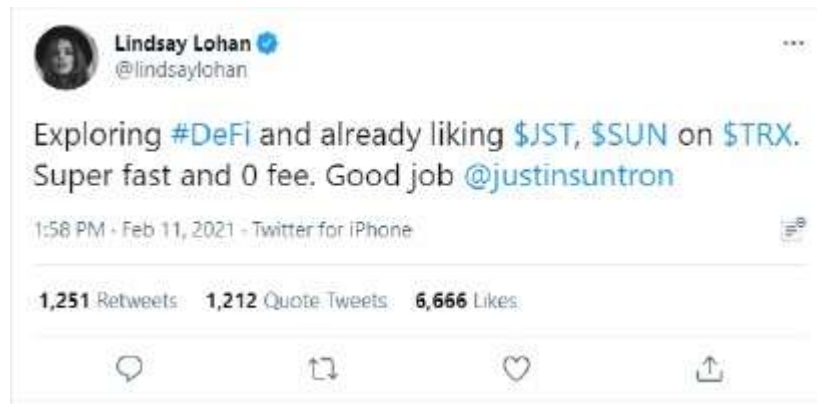 Lindsay Lohan
@lindsaylohan
Exploring #DeFi and already liking $JST, $SUN on $TRX.
Super fast and 0 fee. Good job @justinsuntron
1:58 PM · Feb 11, 2021 · Twitter for iPhone
1,251 Retweets 1,212 Quote Tweets 6,666 Likes